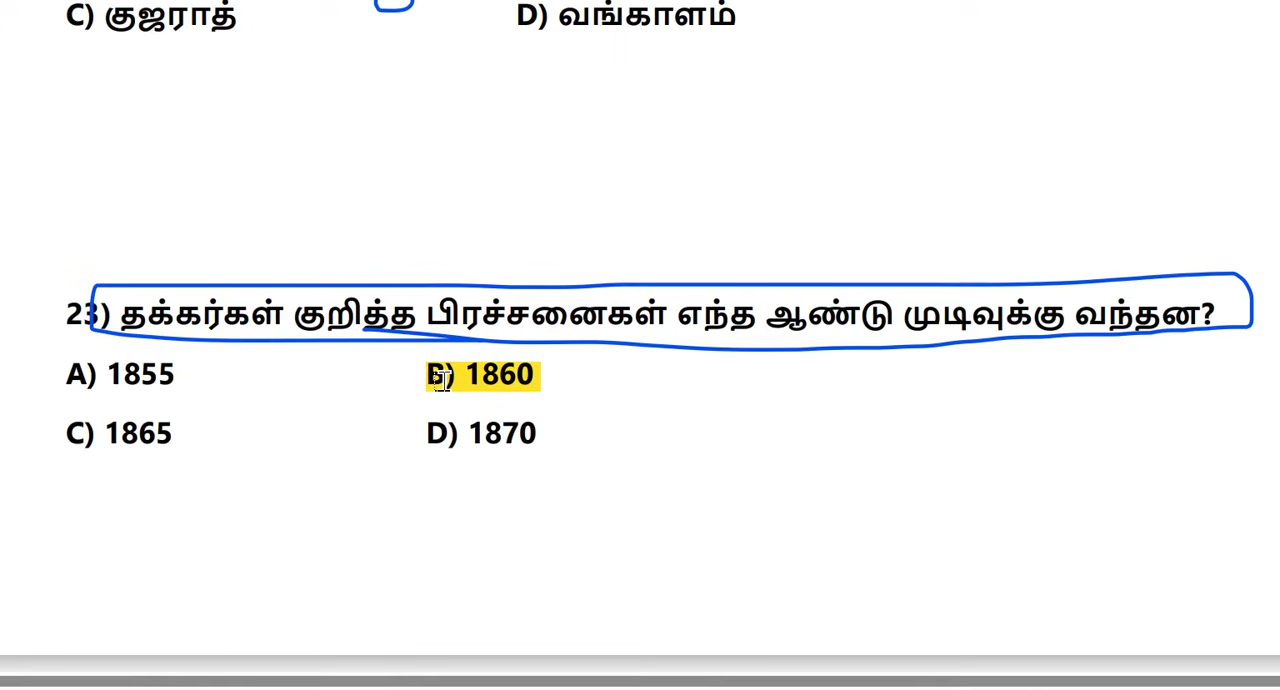 C) குஜராத் D) வங்காளம்
23) தக்கர்கள் குறித்த பிரச்சனைகள் எந்த ஆண்டு முடிவுக்கு வந்தன?
A) 1855 B) 1860
C) 1865 D) 1870